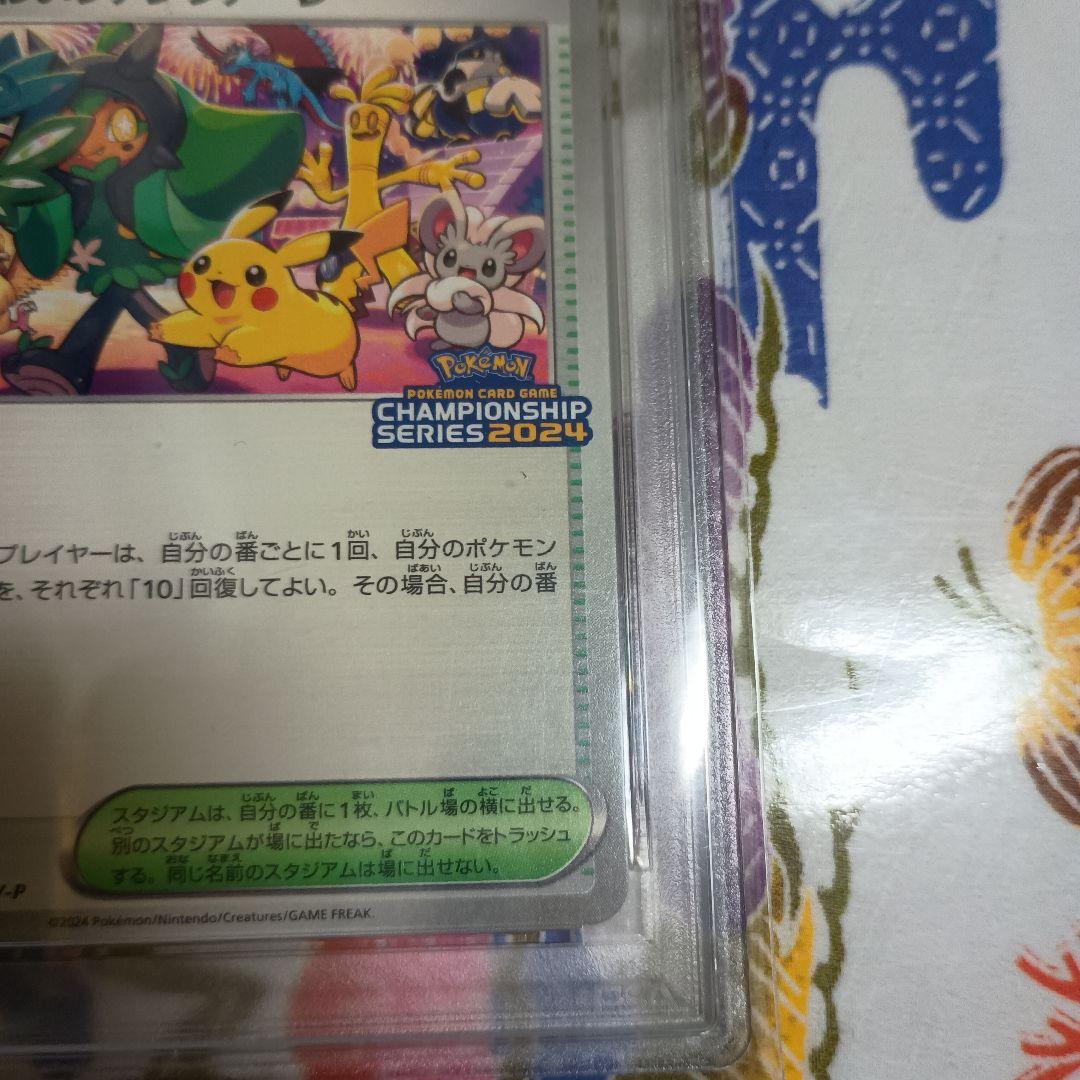 POKÉMON
POKÉMON CARD GAME
CHAMPIONSHIP
SERIES 2024
プレイヤーは、自分の番ごとに1回、自分のポケモン
を、それぞれ「10」回復してよい。その場合、自分の番
スタジアムは、自分の番に1枚、バトル場の横に出せる。
別のスタジアムが場に出たなら、このカードをトラッシュ
する。同じ名前のスタジアムは場に出せない。
-P
©2024 Pokémon/Nintendo/Creatures/GAME FREAK.